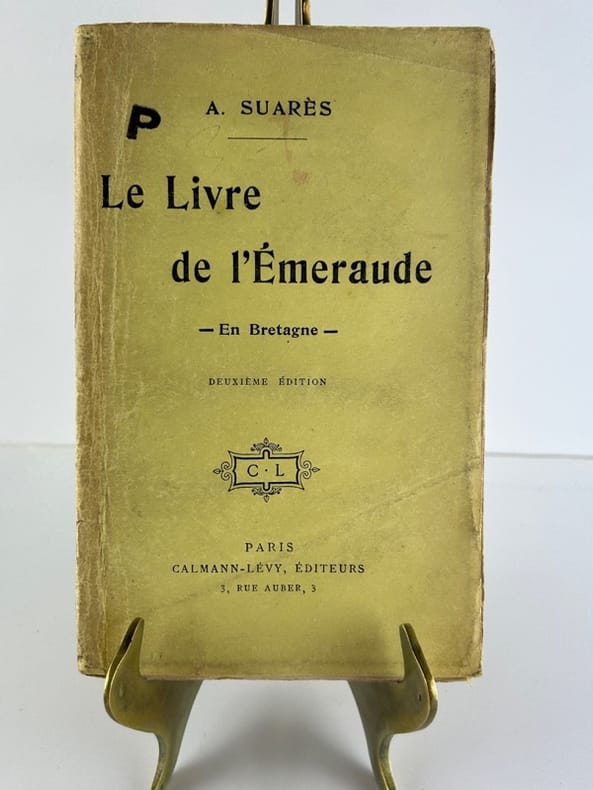 P
A. SUARÈS
Le Livre
de l'Émeraude
— En Bretagne —
DEUXIÈME ÉDITION
C · L
PARIS
CALMANN-LÉVY, ÉDITEURS
3, RUE AUBER, 3